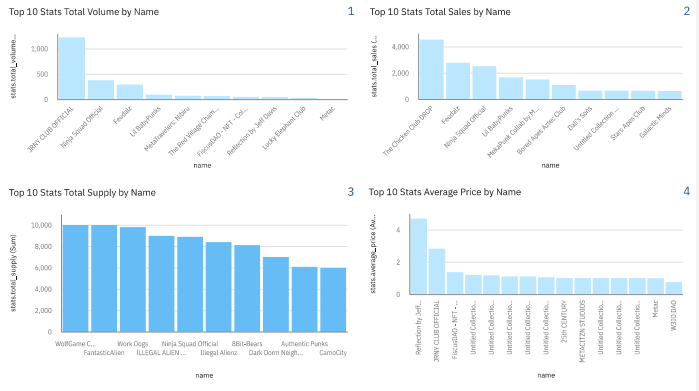 Top 10 Stats Total Volume by Name
1
stats.total_volume...
1,000
500
0
JRNY CLUB OFFICIAL
Ninja Squad Official
Feudalz
Lil BabyPunks
MetaTravelers: Nibiru
The Red Village Cham...
FiscusDAO - NFT - Col...
Reflection by Jeff Davis
Lucky Elephant Club
Metac
name
Top 10 Stats Total Sales by Name
2
stats.total_sales (...
4,000
2,000
0
The Chicken Club DROP
Feudalz
Ninja Squad Official
Lil BabyPunks
MekaPunk Collab by M...
Bored Apes Aztec Club
Dali's Sons
Untitled Collection ...
Stars Apes Club
Galactic Minds
name
Top 10 Stats Total Supply by Name
3
stats.total_supply (Sum)
10,000
8,000
6,000
4,000
2,000
0
WolfGame C...
FantasticAlien
Work Dogs
ILLEGAL ALIEN ...
Ninja Squad Official
Illegal Alienz
8Bit-Bears
Dark Dorm Neigh...
Authentic Punks
CamoCity
name
Top 10 Stats Average Price by Name
4
stats.average_price (Av...
4
2
0
Reflection by Jeff...
JRNY CLUB OFFICIAL
FiscusDAO - NFT - ...
Untitled Collectio...
Untitled Collectio...
Untitled Collectio...
Untitled Collectio...
Untitled Collectio...
25th CENTURY
METACITZN STUDIOS
Untitled Collectio...
Untitled Collectio...
Untitled Collectio...
Metac
W3IO DAO
name